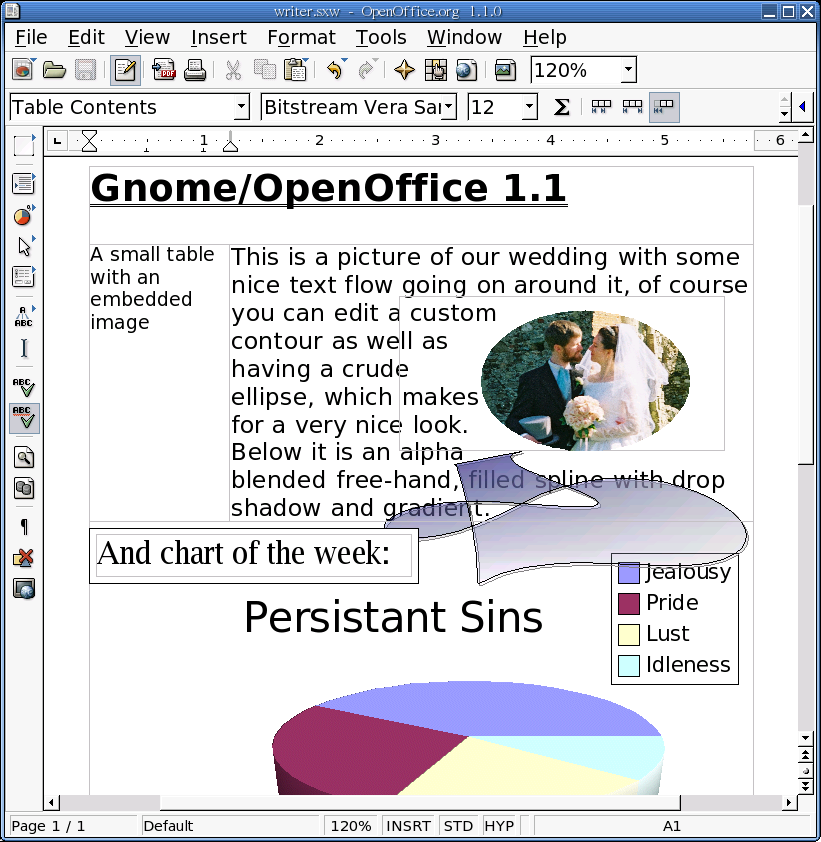 writer.sxw - OpenOffice.org 1.1.0
File Edit View Insert Format Tools Window Help
PDF 120%
Table Contents Bitstream Vera Sar 12 Σ
1 2 3 4 5 6
Gnome/OpenOffice 1.1
A small table
with an
embedded
image
This is a picture of our wedding with some
nice text flow going on around it, of course
you can edit a custom
contour as well as
having a crude
ellipse, which makes
for a very nice look.
Below it is an alpha
blended free-hand, filled spline with drop
shadow and gradient.
A
ABC
ABC
ABC
¶
And chart of the week:
Persistant Sins
Jealousy
Pride
Lust
Idleness
Page 1 / 1 Default 120% INSRT STD HYP A1